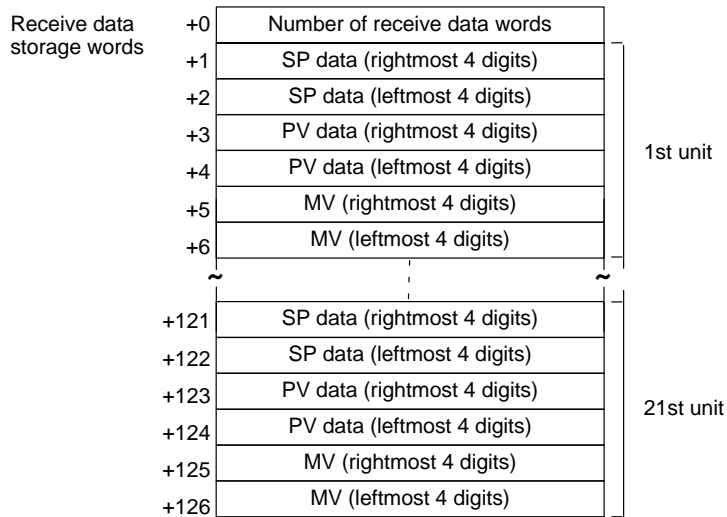 Receive data
storage words
+0 Number of receive data words
+1 SP data (rightmost 4 digits)
+2 SP data (leftmost 4 digits)
+3 PV data (rightmost 4 digits)
+4 PV data (leftmost 4 digits)
+5 MV (rightmost 4 digits)
+6 MV (leftmost 4 digits)
1st unit
~ ~
+121 SP data (rightmost 4 digits)
+122 SP data (leftmost 4 digits)
+123 PV data (rightmost 4 digits)
+124 PV data (leftmost 4 digits)
+125 MV (rightmost 4 digits)
+126 MV (leftmost 4 digits)
21st unit